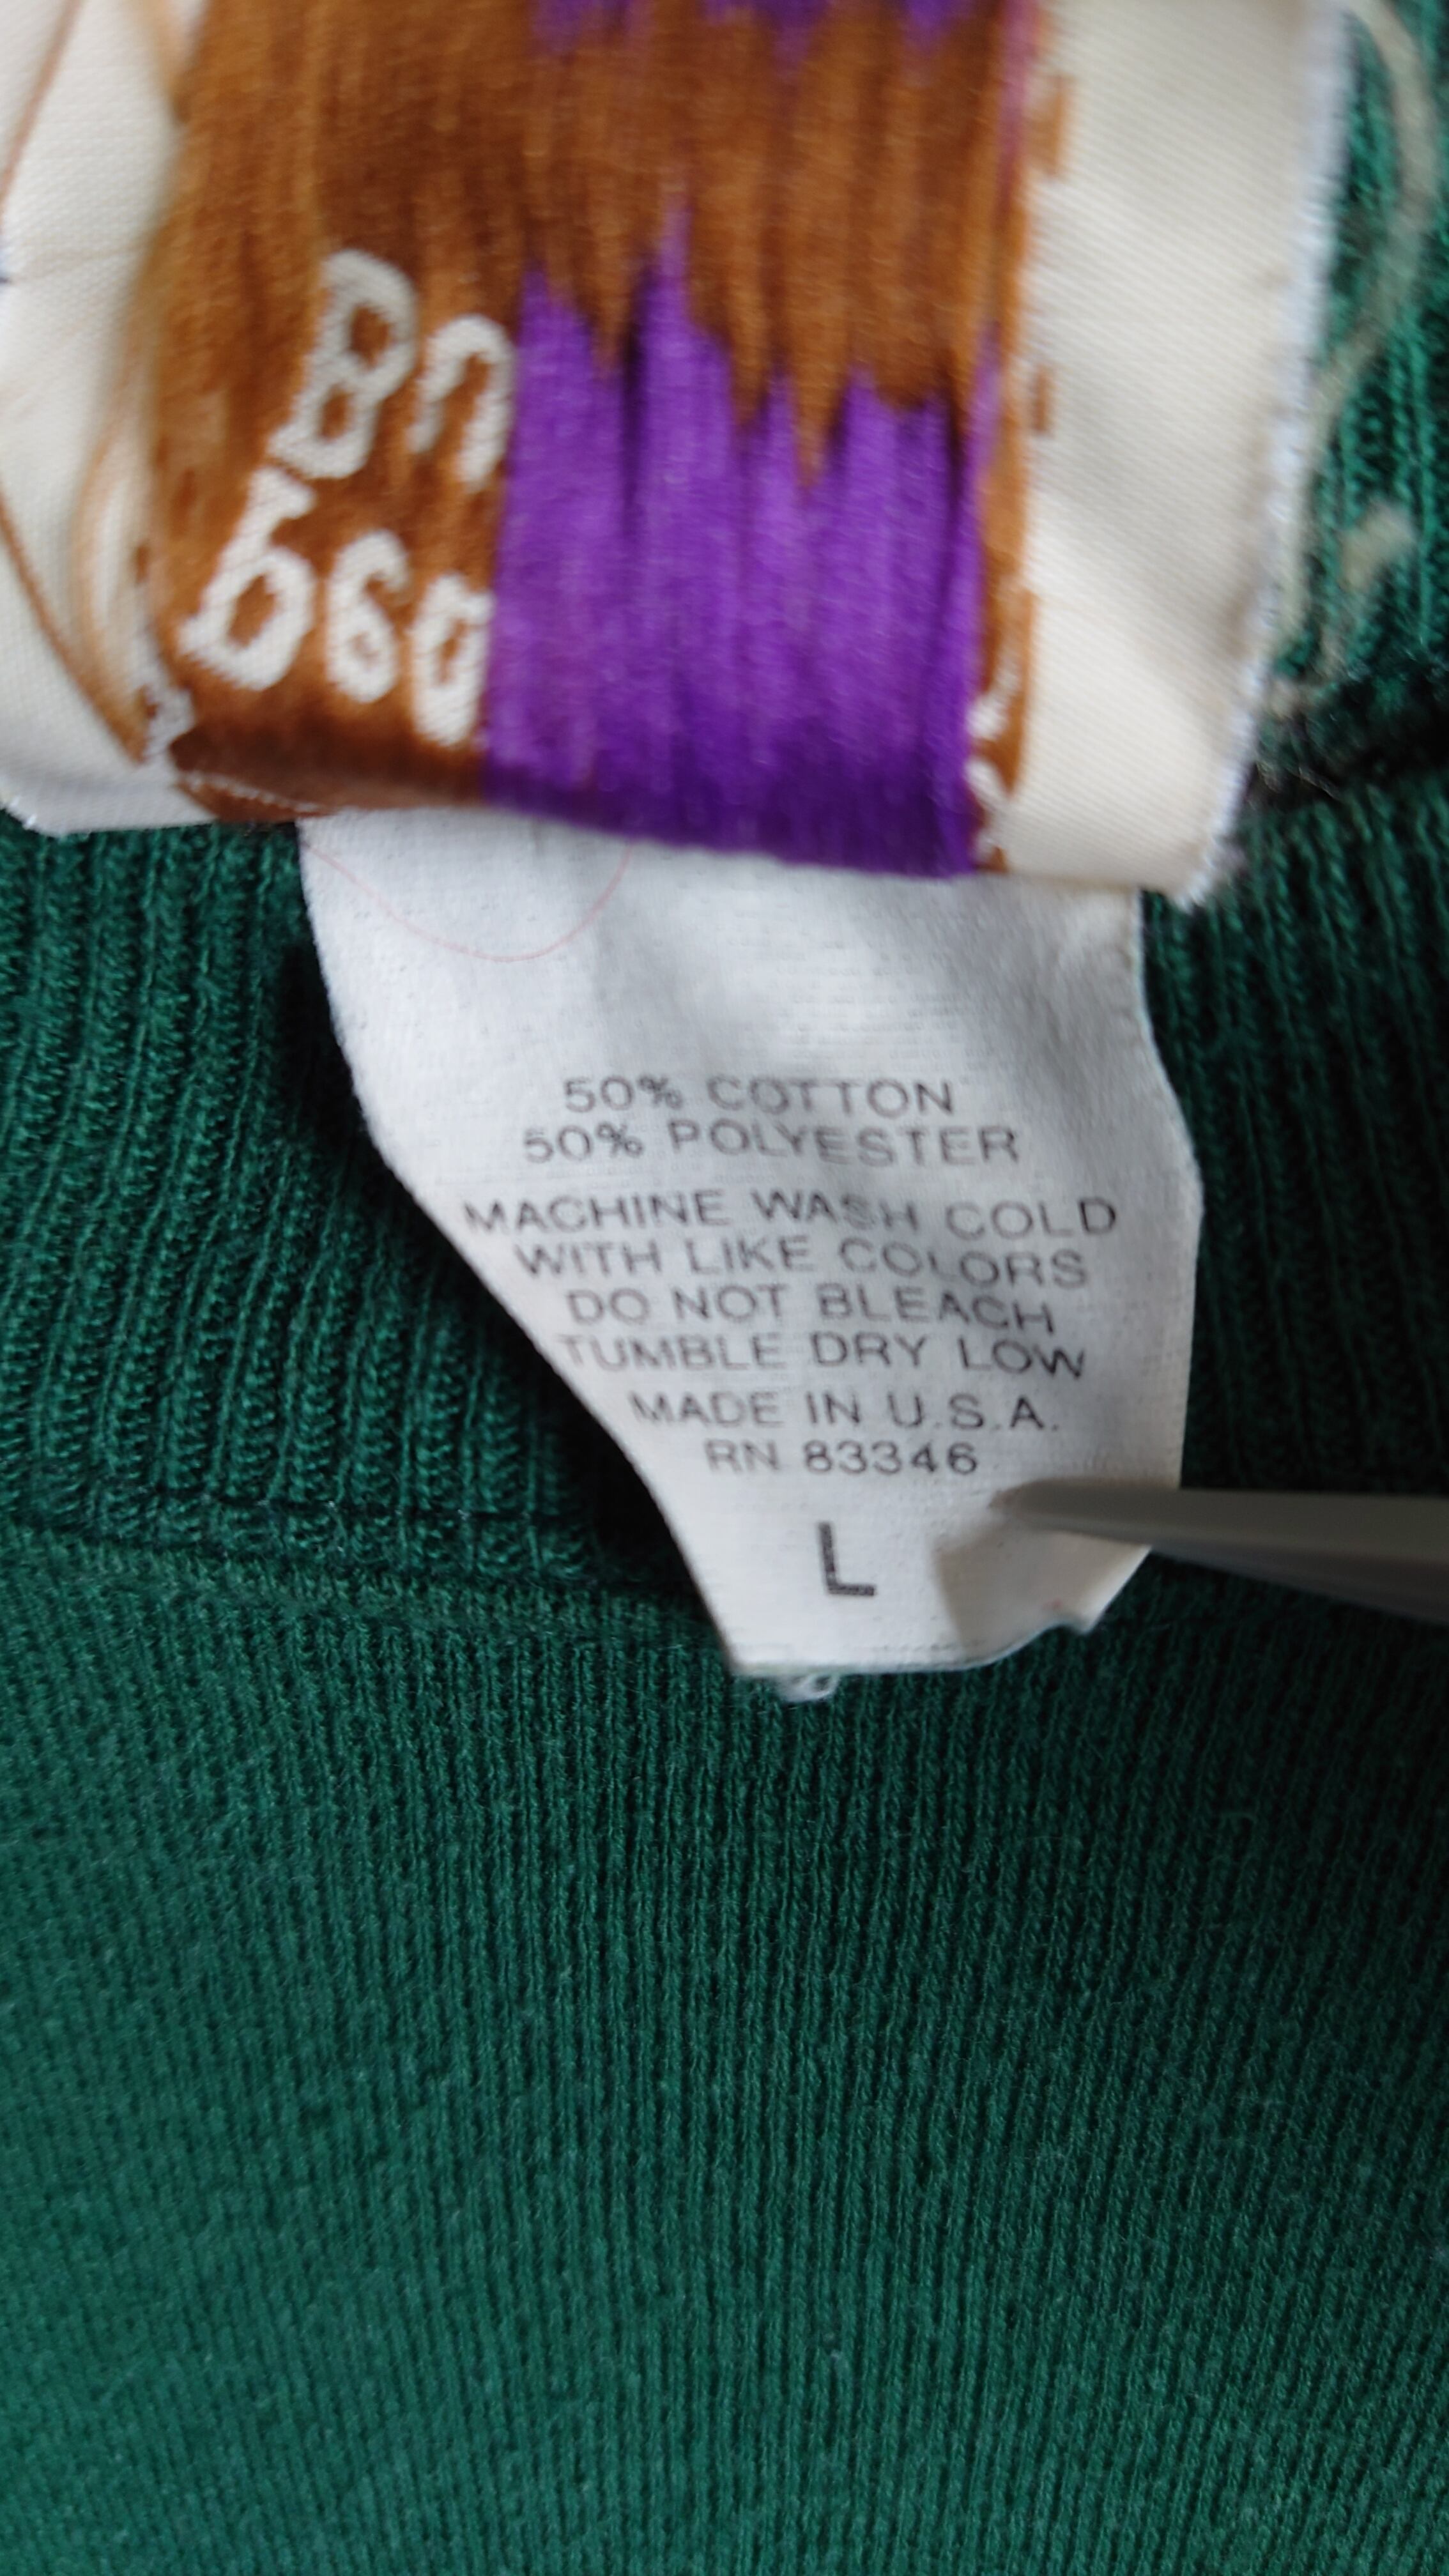 50% COTTON
50% POLYESTER
MACHINE WASH COLD
WITH LIKE COLORS
DO NOT BLEACH
TUMBLE DRY LOW
MADE IN U.S.A.
RN 83346
L